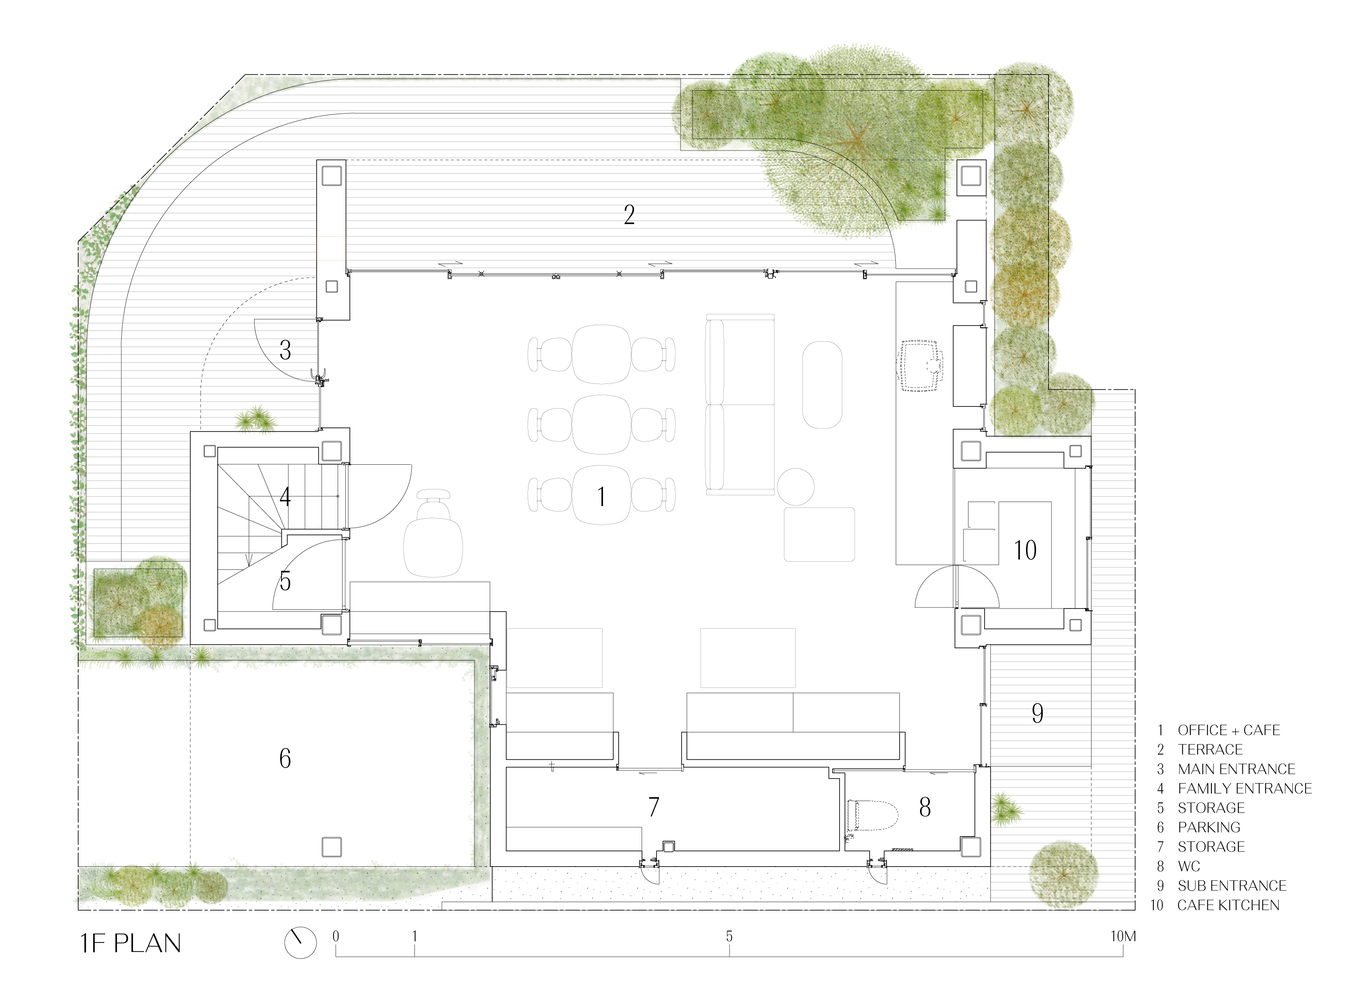 2
3
4
1
5
10
9
6
7
8
1 OFFICE + CAFE
2 TERRACE
3 MAIN ENTRANCE
4 FAMILY ENTRANCE
5 STORAGE
6 PARKING
7 STORAGE
8 WC
9 SUB ENTRANCE
10 CAFE KITCHEN
1F PLAN
0 1 5 10M